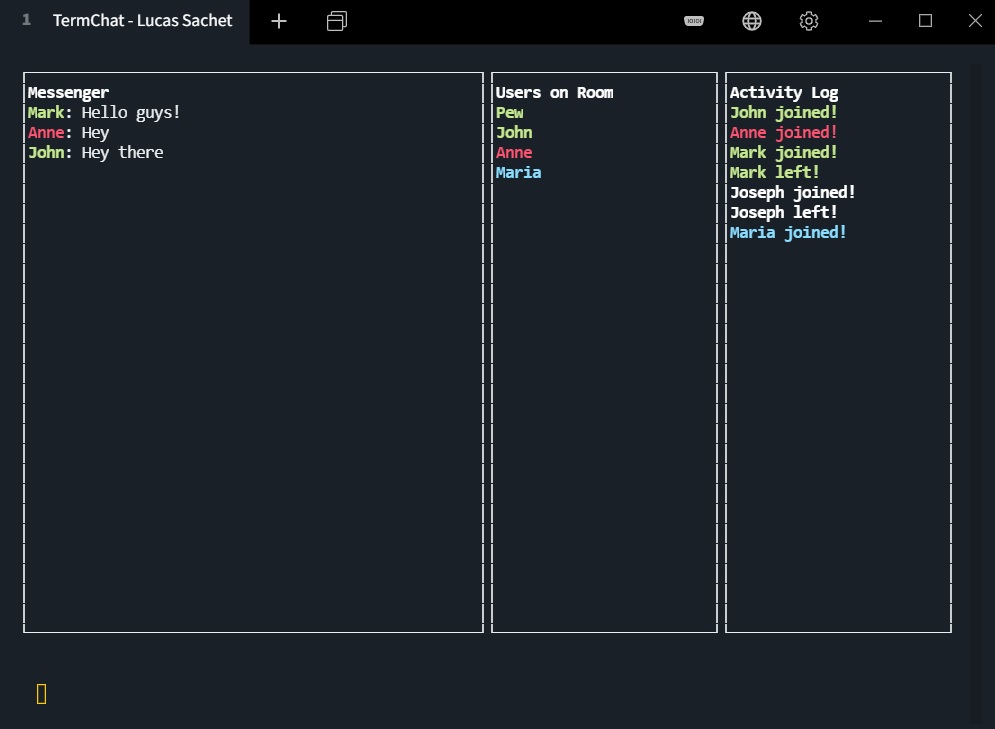 1 TermChat - Lucas Sachet
Messenger
Mark: Hello guys!
Anne: Hey
John: Hey there
Users on Room
Pew
John
Anne
Maria
Activity Log
John joined!
Anne joined!
Mark joined!
Mark left!
Joseph joined!
Joseph left!
Maria joined!